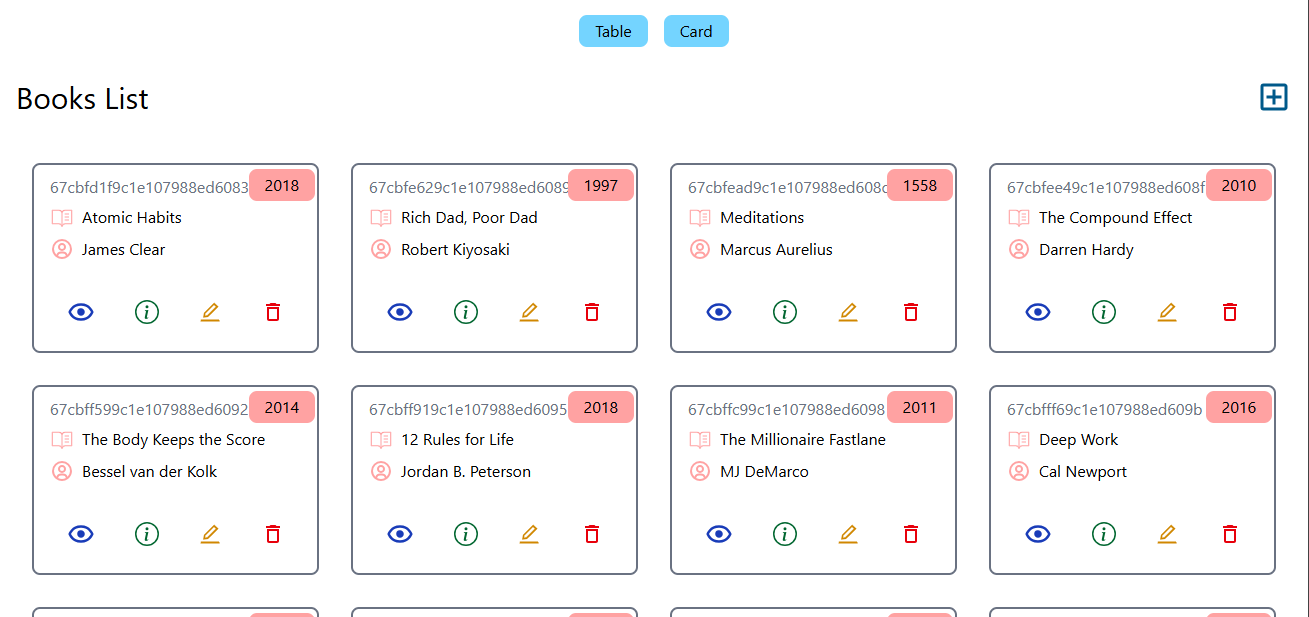 Table Card
Books List
67cbfd1f9c1e107988ed6083 2018
Atomic Habits
James Clear
67cbfe629c1e107988ed6089 1997
Rich Dad, Poor Dad
Robert Kiyosaki
67cbfead9c1e107988ed608c 1558
Meditations
Marcus Aurelius
67cbfee49c1e107988ed608f 2010
The Compound Effect
Darren Hardy
67cbff599c1e107988ed6092 2014
The Body Keeps the Score
Bessel van der Kolk
67cbff919c1e107988ed6095 2018
12 Rules for Life
Jordan B. Peterson
67cbffc99c1e107988ed6098 2011
The Millionaire Fastlane
MJ DeMarco
67cbfff69c1e107988ed609b 2016
Deep Work
Cal Newport